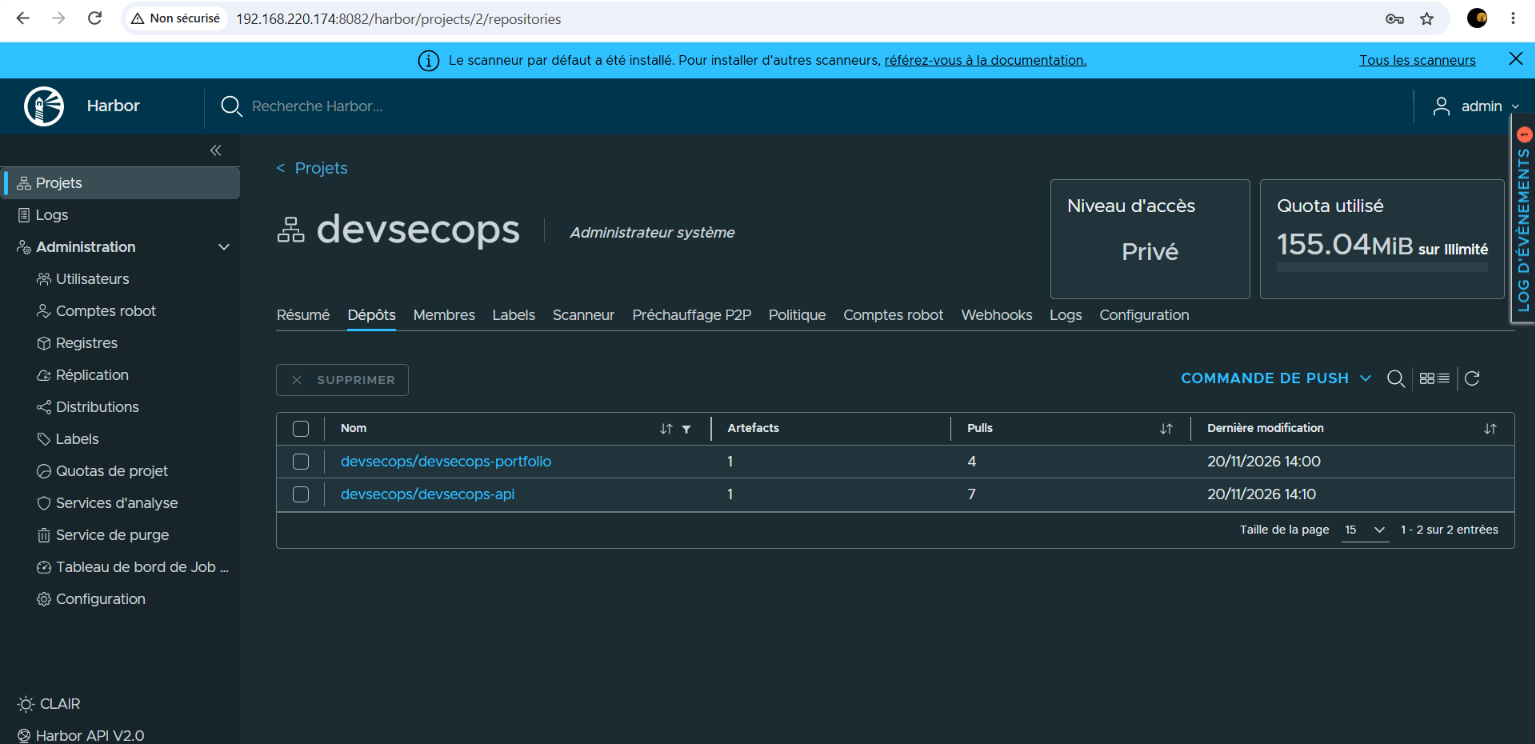 Non sécurisé 192.168.220.174:8082/harbor/projects/2/repositories
Le scanneur par défaut a été installé. Pour installer d'autres scanneurs, référez-vous à la documentation. Tous les scanneurs
Harbor Recherche Harbor... admin
LOG D'ÉVÈNEMENTS 1
Projets
Logs
Administration
Utilisateurs
Comptes robot
Registres
Réplication
Distributions
Labels
Quotas de projet
Services d'analyse
Service de purge
Tableau de bord de Job ...
Configuration
CLAIR
Harbor API V2.0
< Projets
devsecops Administrateur système
Niveau d'accès
Privé
Quota utilisé
155.04MiB sur Illimité
Résumé Dépôts Membres Labels Scanneur Préchauffage P2P Politique Comptes robot Webhooks Logs Configuration
SUPPRIMER COMMANDE DE PUSH
Nom Artefacts Pulls Dernière modification
devsecops/devsecops-portfolio 1 4 20/11/2026 14:00
devsecops/devsecops-api 1 7 20/11/2026 14:10
Taille de la page 15 1 - 2 sur 2 entrées